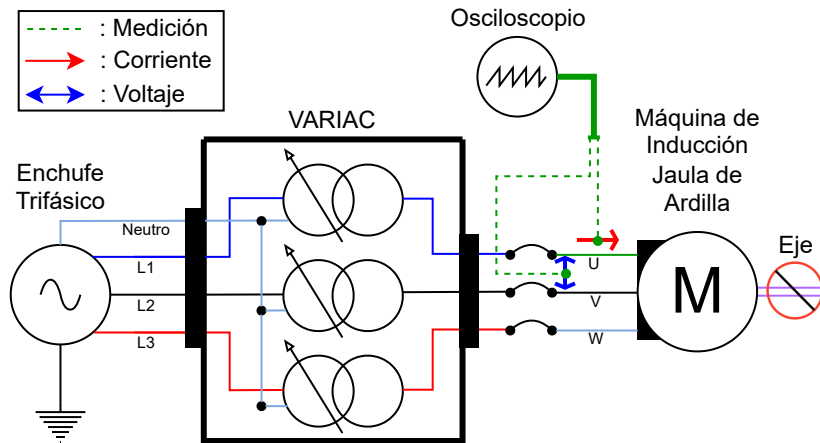 : Medición
: Corriente
: Voltaje
Osciloscopio
VARIAC
Máquina de
Inducción
Jaula de
Ardilla
Enchufe
Trifásico
Neutro
L1
L2
L3
U
V
W
M
Eje